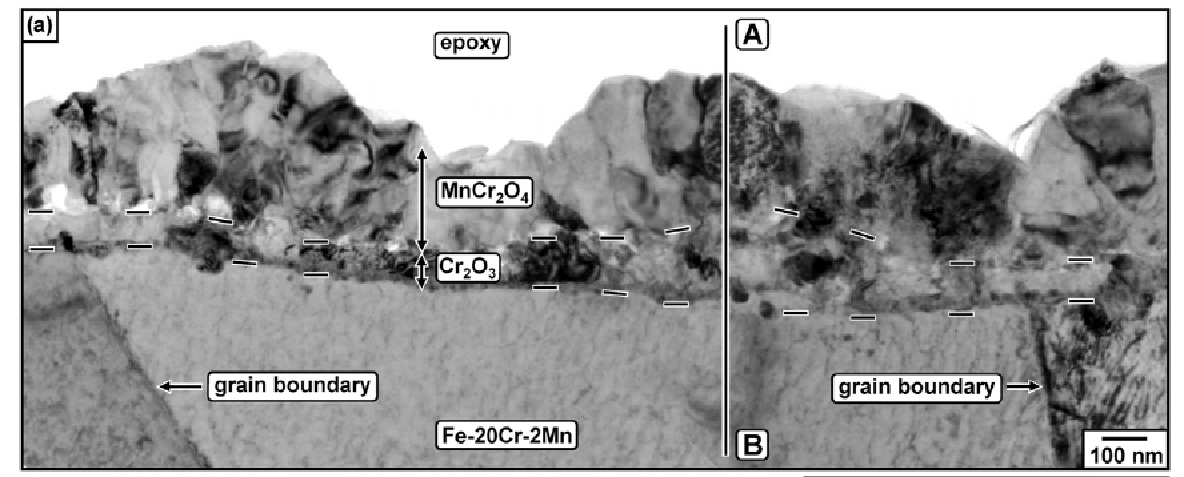 (a)
epoxy
A
MnCr₂O₄
Cr₂O₃
grain boundary
grain boundary
Fe-20Cr-2Mn
B
100 nm